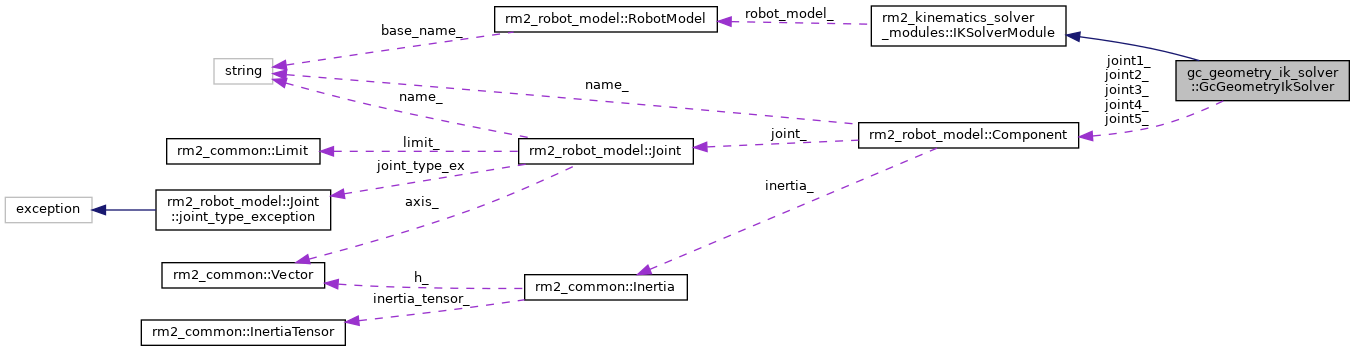 rm2_robot_model::RobotModel
robot_model_
rm2_kinematics_solver
_modules::IKSolverModule
base_name_
string
name_
name_
joint1_
joint2_
joint3_
joint4_
joint5_
gc_geometry_ik_solver
::GcGeometryIkSolver
rm2_common::Limit
limit_
rm2_robot_model::Joint
joint_
rm2_robot_model::Component
joint_type_ex
exception
rm2_robot_model::Joint
::joint_type_exception
axis_
inertia_
rm2_common::Vector
h_
rm2_common::Inertia
inertia_tensor_
rm2_common::InertiaTensor